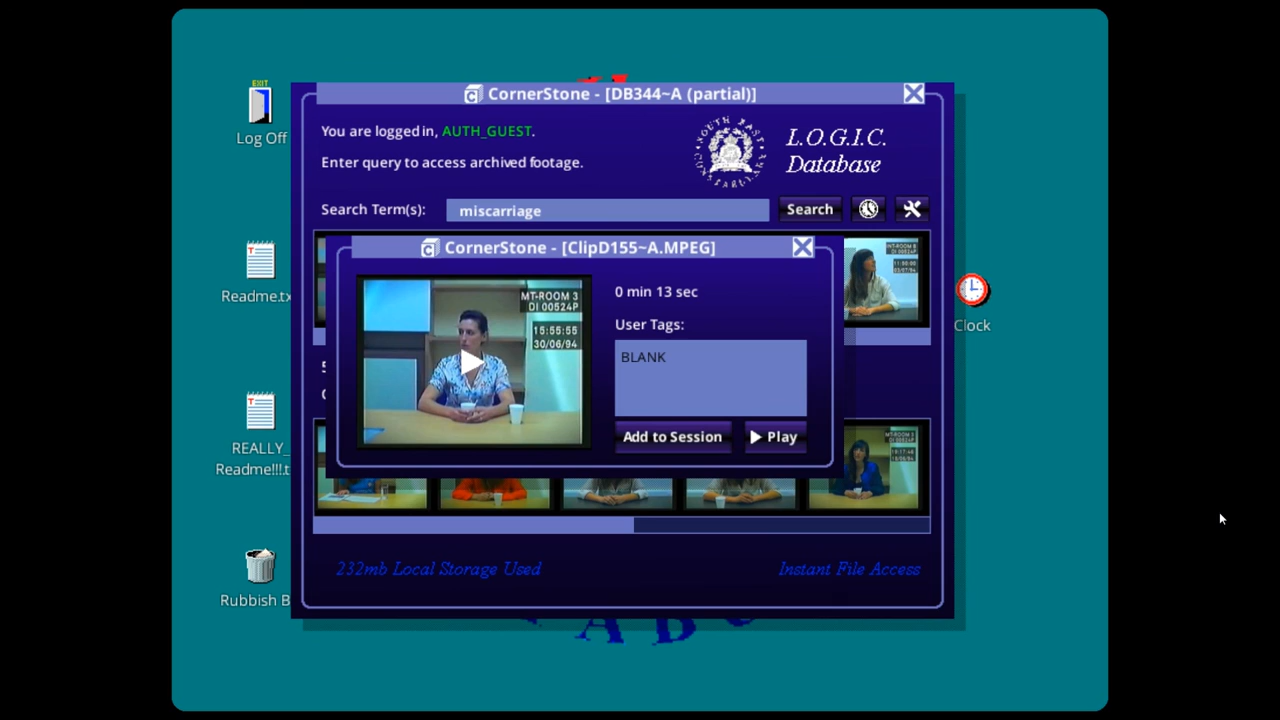 EXIT
Log Off
CornerStone - [DB344~A (partial)]
You are logged in, AUTH_GUEST.
Enter query to access archived footage.
SOUTH EAST
CONSTABULARY
L.O.G.I.C.
Database
Search Term(s):
miscarriage
Search
CornerStone - [ClipD155~A.MPEG]
MT-ROOM 3
DI 00524P
15:55:55
30/06/94
0 min 13 sec
User Tags:
BLANK
Add to Session
Play
Readme.tx
Clock
REALLY_
Readme!!!.t
Rubbish B
232mb Local Storage Used
Instant File Access